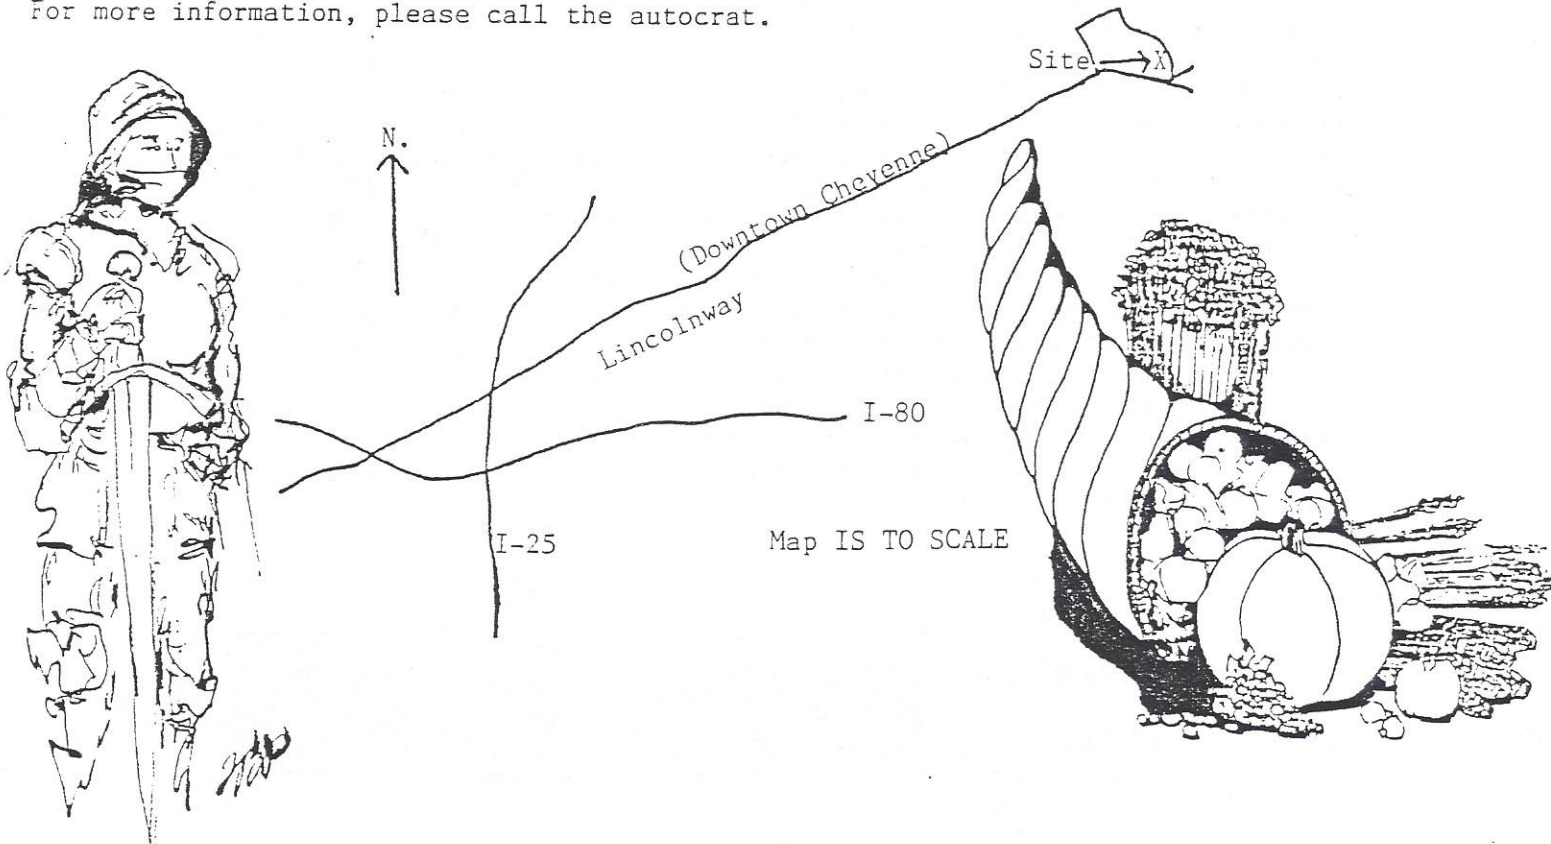 For more information, please call the autocrat.
Site → X
N.
(Downtown Cheyenne)
Lincolnway
I-80
I-25
Map IS TO SCALE